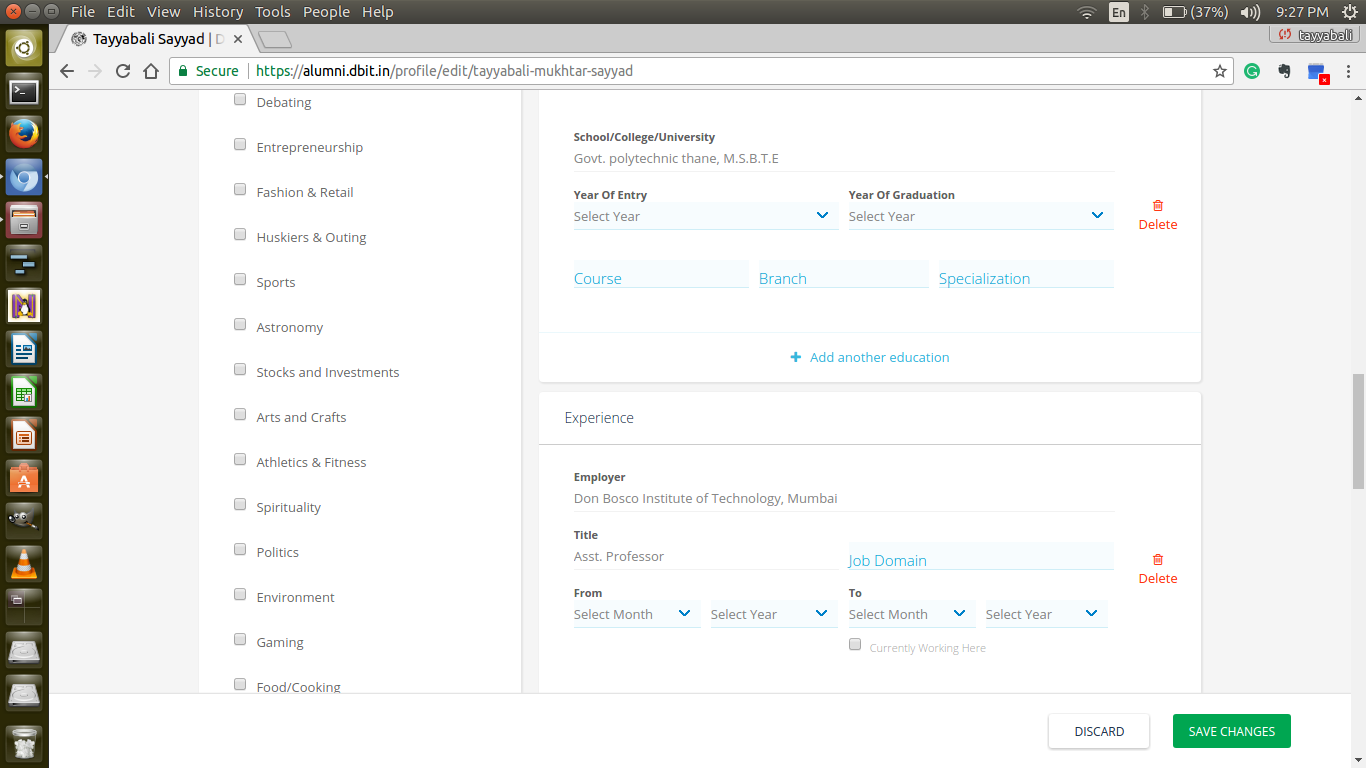 File Edit View History Tools People Help
En
(37%)
9:27 PM
Tayyabali Sayyad | D
tayyabali
Secure
https://alumni.dbit.in/profile/edit/tayyabali-mukhtar-sayyad
Debating
Entrepreneurship
Fashion & Retail
Huskiers & Outing
Sports
Astronomy
Stocks and Investments
Arts and Crafts
Athletics & Fitness
Spirituality
Politics
Environment
Gaming
Food/Cooking
School/College/University
Govt. polytechnic thane, M.S.B.T.E
Year Of Entry Year Of Graduation
Select Year Select Year
Delete
Course Branch Specialization
+ Add another education
Experience
Employer
Don Bosco Institute of Technology, Mumbai
Title
Asst. Professor Job Domain
Delete
From To
Select Month Select Year Select Month Select Year
Currently Working Here
DISCARD SAVE CHANGES